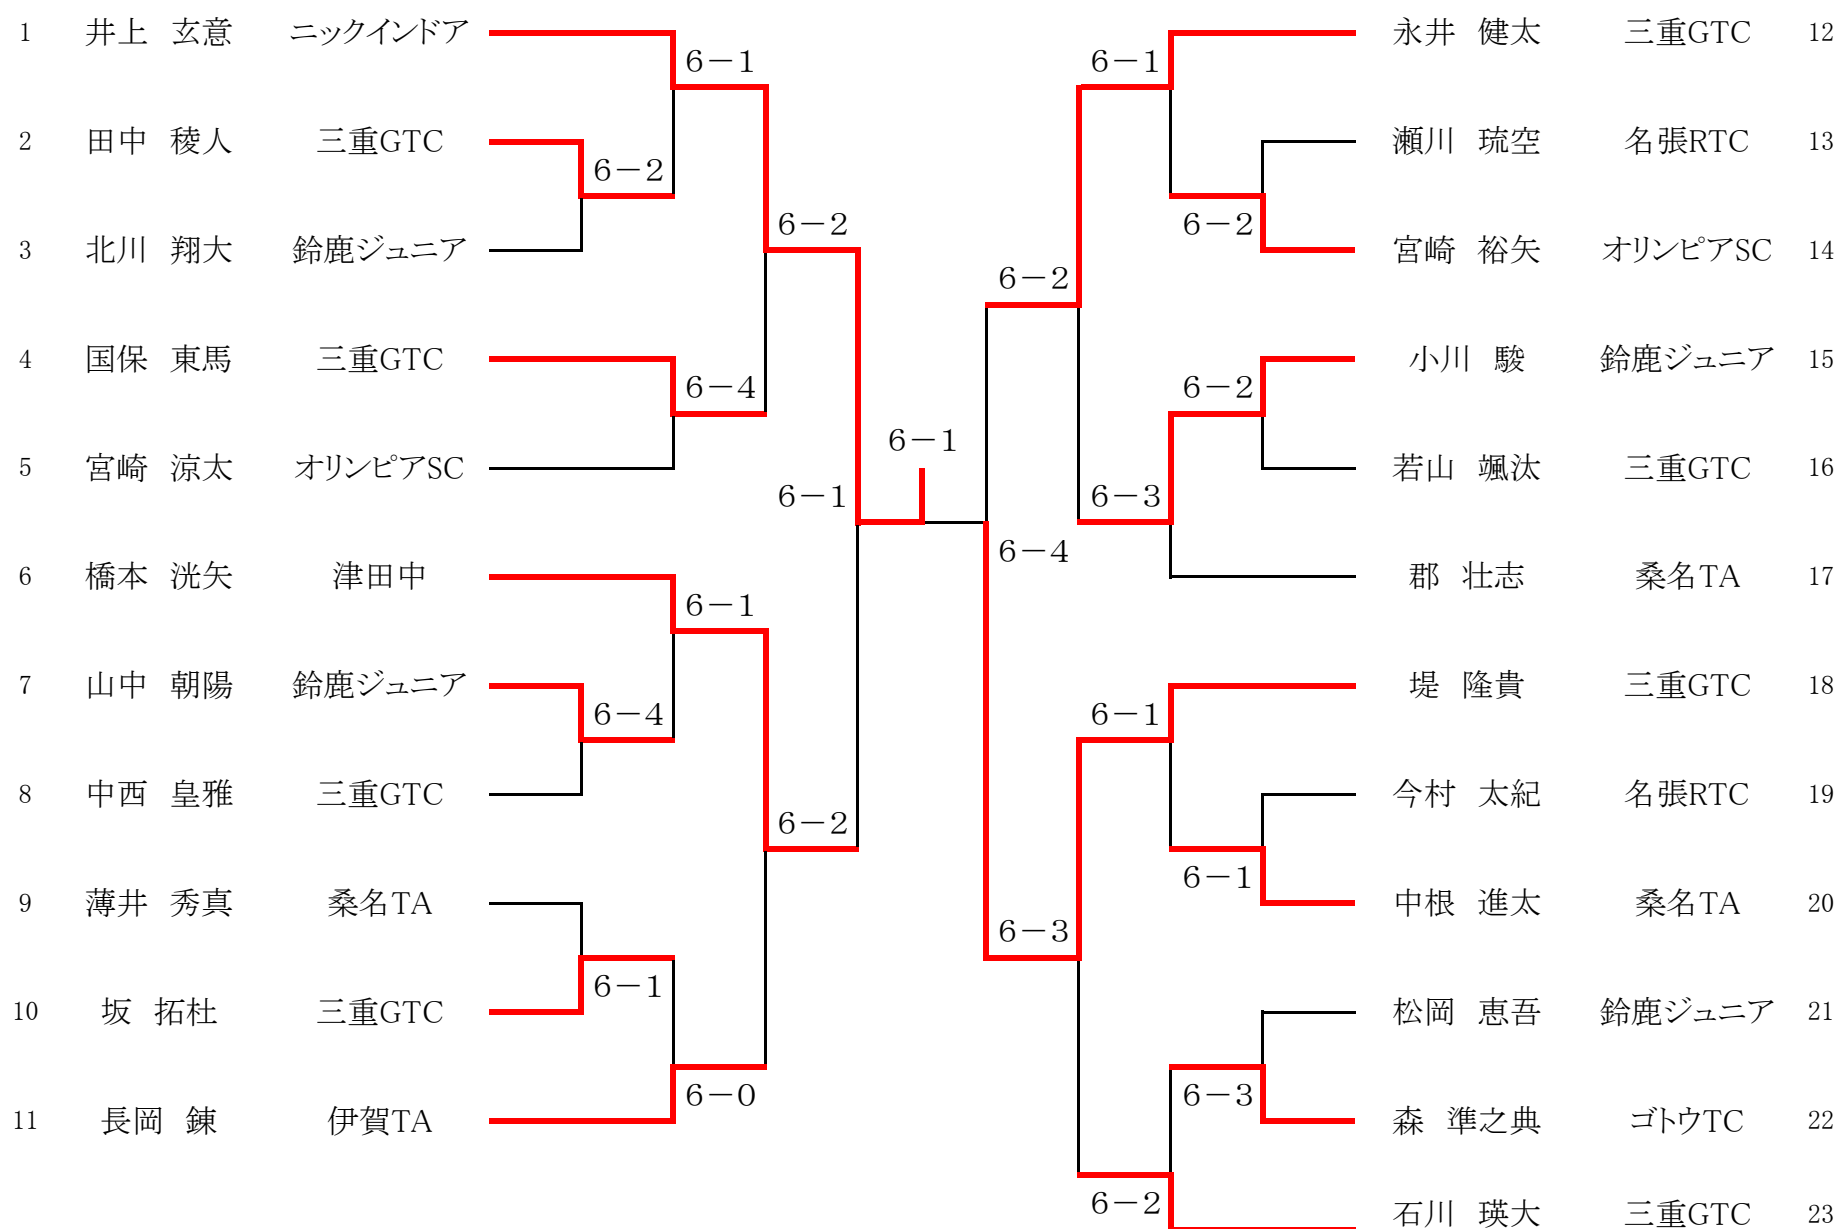 1 井上 玄意 ニックインドア 永井 健太 三重GTC 12
6-1 6-1
2 田中 稜人 三重GTC 瀬川 琉空 名張RTC 13
6-2
6-2 6-2
3 北川 翔大 鈴鹿ジュニア 宮崎 裕矢 オリンピアSC 14
6-2
4 国保 東馬 三重GTC 小川 駿 鈴鹿ジュニア 15
6-4 6-2
6-1
5 宮崎 涼太 オリンピアSC 若山 颯汰 三重GTC 16
6-1 6-3
6-4
6 橋本 洸矢 津田中 郡 壮志 桑名TA 17
6-1
7 山中 朝陽 鈴鹿ジュニア 堤 隆貴 三重GTC 18
6-4 6-1
8 中西 皇雅 三重GTC 今村 太紀 名張RTC 19
6-2
6-1
9 薄井 秀真 桑名TA 中根 進太 桑名TA 20
6-3
6-1
10 坂 拓杜 三重GTC 松岡 恵吾 鈴鹿ジュニア 21
6-0 6-3
11 長岡 錬 伊賀TA 森 準之典 ゴトウTC 22
6-2
石川 瑛大 三重GTC 23